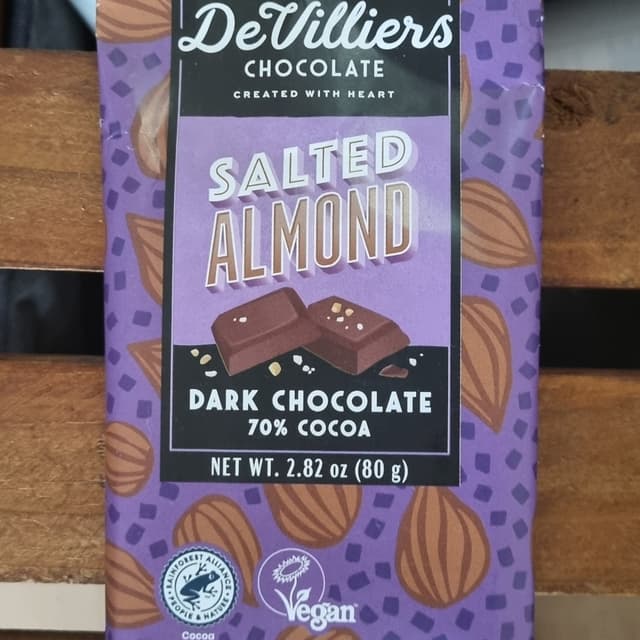 DeVilliers
CHOCOLATE
CREATED WITH HEART
SALTED
ALMOND
DARK CHOCOLATE
70% COCOA
NET WT. 2.82 oz (80 g)
RAINFOREST ALLIANCE
PEOPLE & NATURE
Vegan
Cocoa